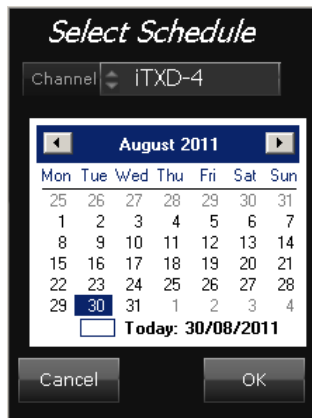 Select Schedule
Channel iTXD-4
August 2011
Mon Tue Wed Thu Fri Sat Sun
25 26 27 28 29 30 31
1 2 3 4 5 6 7
8 9 10 11 12 13 14
15 16 17 18 19 20 21
22 23 24 25 26 27 28
29 30 31 1 2 3 4
Today: 30/08/2011
Cancel OK